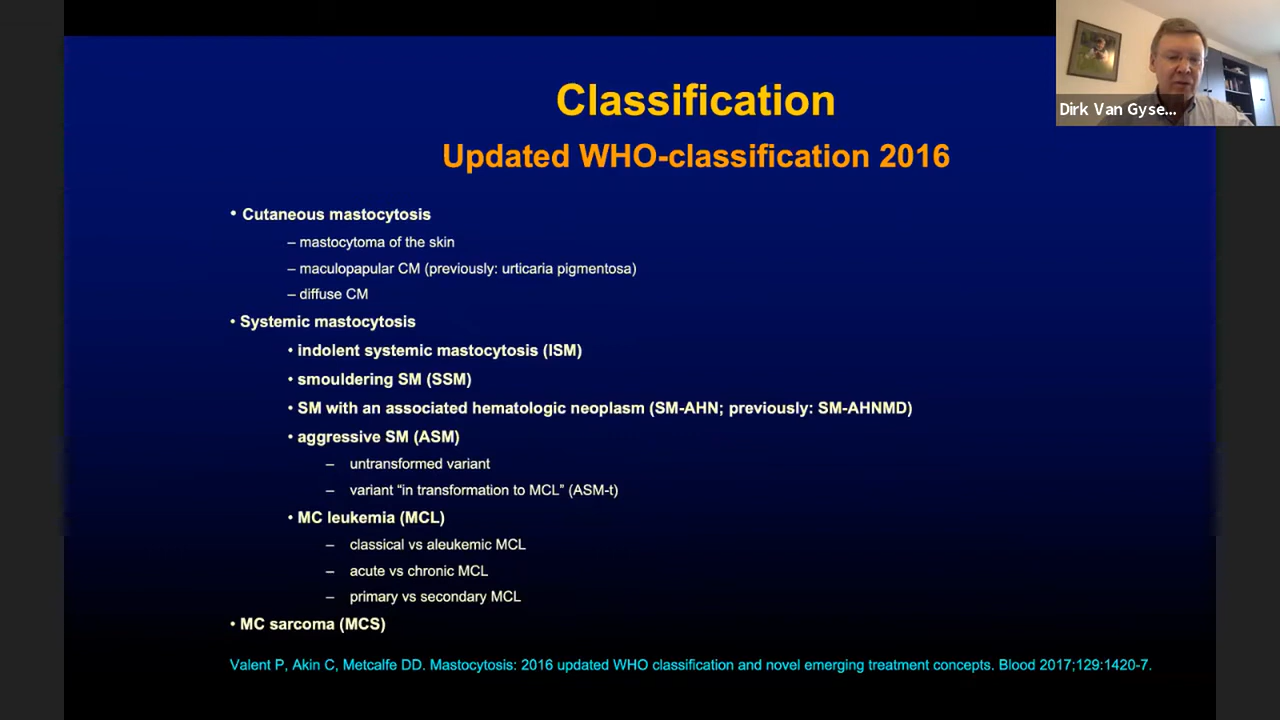 Classification
Updated WHO-classification 2016
Dirk Van Gyse...
• Cutaneous mastocytosis
– mastocytoma of the skin
– maculopapular CM (previously: urticaria pigmentosa)
– diffuse CM
• Systemic mastocytosis
• indolent systemic mastocytosis (ISM)
• smouldering SM (SSM)
• SM with an associated hematologic neoplasm (SM-AHN; previously: SM-AHNMD)
• aggressive SM (ASM)
– untransformed variant
– variant “in transformation to MCL” (ASM-t)
• MC leukemia (MCL)
– classical vs aleukemic MCL
– acute vs chronic MCL
– primary vs secondary MCL
• MC sarcoma (MCS)
Valent P, Akin C, Metcalfe DD. Mastocytosis: 2016 updated WHO classification and novel emerging treatment concepts. Blood 2017;129:1420-7.